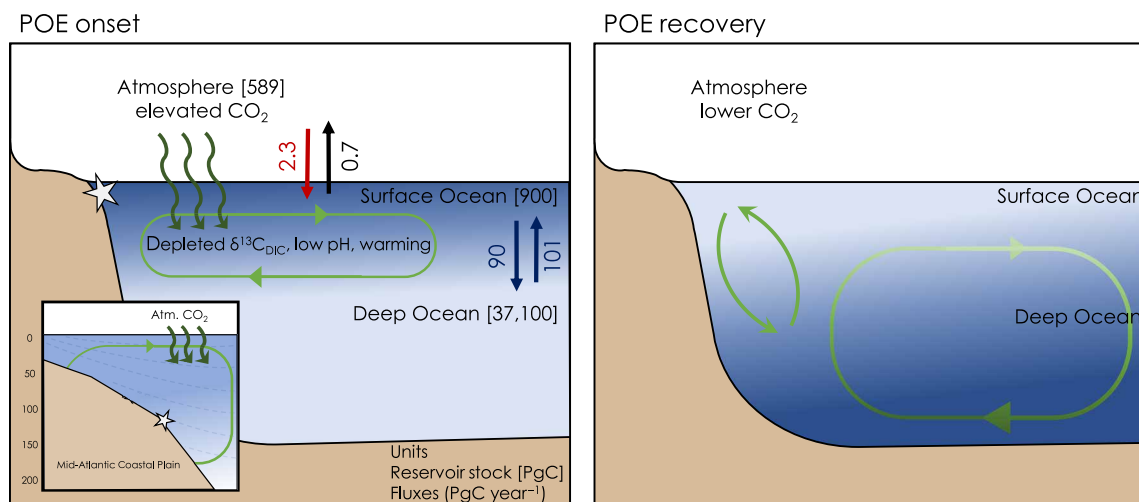 POE onset
Atmosphere [589]
elevated CO₂
2.3
0.7
Surface Ocean [900]
Depleted δ¹³C_DIC, low pH, warming
90
101
Deep Ocean [37,100]
Atm. CO₂
0
50
100
150
200
Mid-Atlantic Coastal Plain
Units
Reservoir stock [PgC]
Fluxes (PgC year⁻¹)
POE recovery
Atmosphere
lower CO₂
Surface Ocean
Deep Ocean